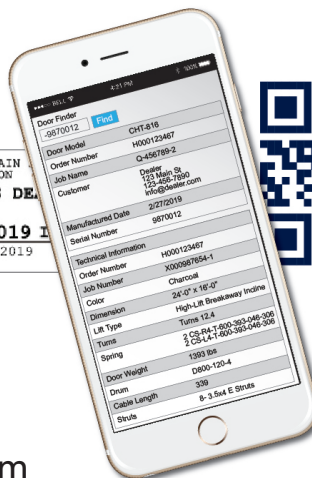 BELL 4:21 PM 100%
Door Finder
-9870012 Find
Door Model CHT-816
Order Number H000123467
Job Name Q-456789-2
Customer Dealer
123 Main St
123-456-7890
info@dealer.com
Manufactured Date 2/27/2019
Serial Number 9870012
Technical Information
Order Number H000123467
Job Number X000987654-1
Color Charcoal
Dimension 24'-0" x 16'-0"
Lift Type High-Lift Breakaway Incline
Turns Turns 12.4
Spring 2 CS-R4-T-600-393-046-306
2 CS-L4-T-600-393-046-306
Door Weight 1393 lbs
Drum D800-120-4
Cable Length 339
Struts 8- 3.5x4 E Struts
AIN
ON
DEA
019 I
2019
m